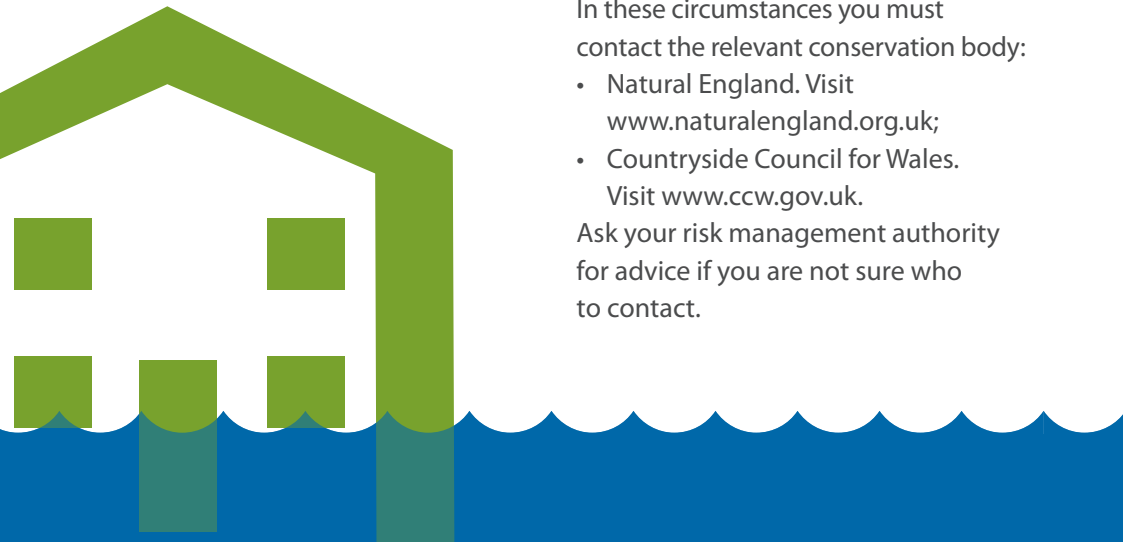 In these circumstances you must
contact the relevant conservation body:
• Natural England. Visit
www.naturalengland.org.uk;
• Countryside Council for Wales.
Visit www.ccw.gov.uk.
Ask your risk management authority
for advice if you are not sure who
to contact.